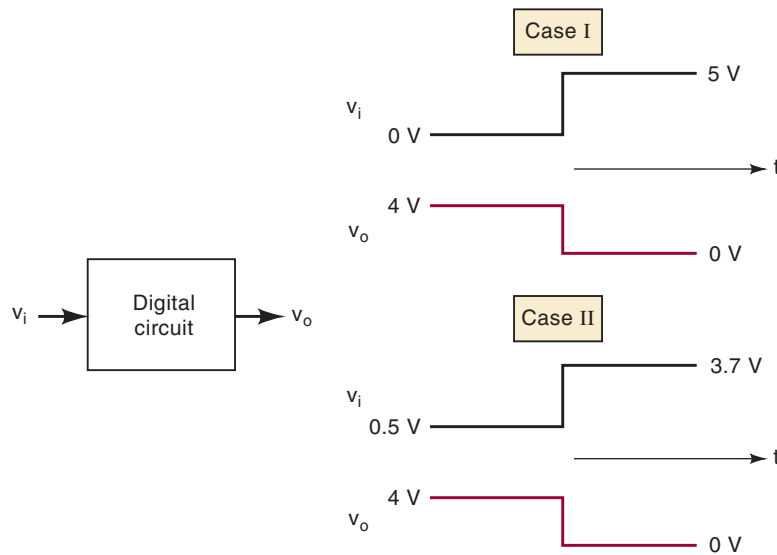 Case I
5 V
v_i
0 V
t
4 V
v_o
0 V
v_i
Digital
circuit
v_o
Case II
3.7 V
v_i
0.5 V
t
4 V
v_o
0 V